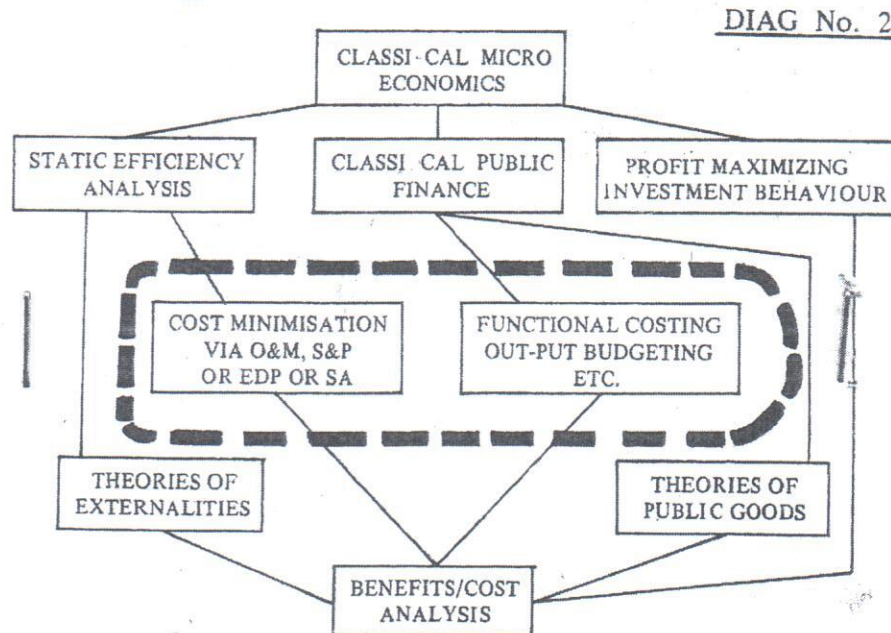 DIAG No. 2
CLASSI-CAL MICRO
ECONOMICS
STATIC EFFICIENCY
ANALYSIS
CLASSI CAL PUBLIC
FINANCE
PROFIT MAXIMIZING
INVESTMENT BEHAVIOUR
COST MINIMISATION
VIA O&M, S&P
OR EDP OR SA
FUNCTIONAL COSTING
OUT-PUT BUDGETING
ETC.
THEORIES OF
EXTERNALITIES
THEORIES OF
PUBLIC GOODS
BENEFITS/COST
ANALYSIS